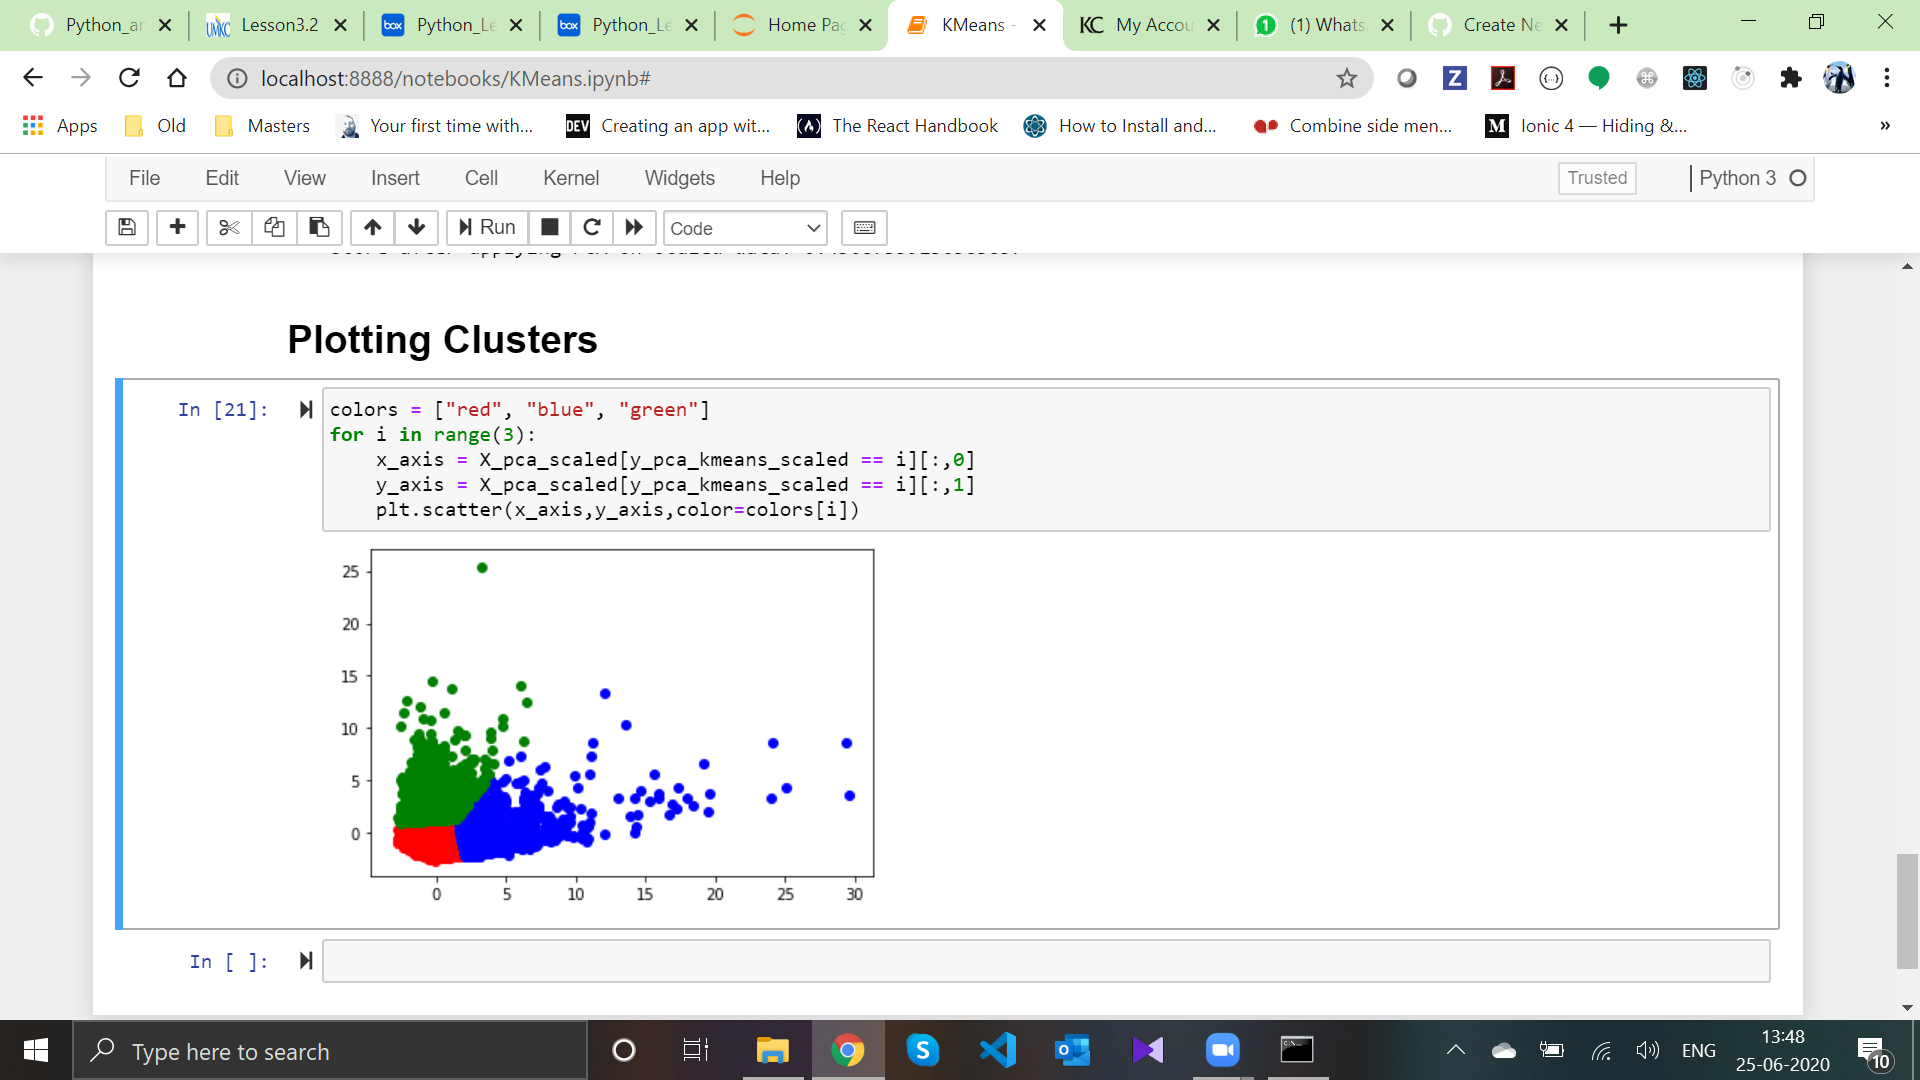 Python_ar
Lesson3.2
Python_Le
Python_Le
Home Pag
KMeans -
KC My Accou
1 (1) Whats
Create Ne
localhost:8888/notebooks/KMeans.ipynb#
Apps
Old
Masters
Your first time with...
DEV Creating an app wit...
The React Handbook
How to Install and...
Combine side men...
M Ionic 4 — Hiding &...
»
File Edit View Insert Cell Kernel Widgets Help
Trusted
Python 3
Run
Code
Plotting Clusters
In [21]:
colors = ["red", "blue", "green"]
for i in range(3):
    x_axis = X_pca_scaled[y_pca_kmeans_scaled == i][:,0]
    y_axis = X_pca_scaled[y_pca_kmeans_scaled == i][:,1]
    plt.scatter(x_axis,y_axis,color=colors[i])
25
20
15
10
5
0
0 5 10 15 20 25 30
In [ ]:
Type here to search
ENG
13:48
25-06-2020
10